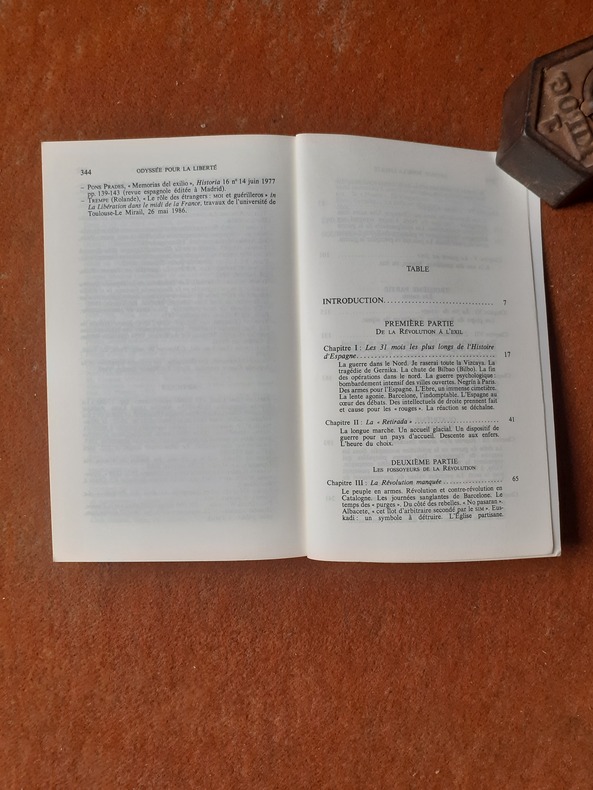 344
ODYSSÉE POUR LA LIBERTÉ
– PONS PRADES, « Memorias del exilio », Historia 16 n° 14 juin 1977
pp. 139-143 (revue espagnole éditée à Madrid).
– TREMPE (Rolande), « Le rôle des étrangers : MOI et guérilleros » in
La Libération dans le midi de la France, travaux de l'université de
Toulouse-Le Mirail, 26 mai 1986.
TABLE
INTRODUCTION ............................ 7
PREMIÈRE PARTIE
DE LA RÉVOLUTION À L'EXIL
Chapitre I : Les 31 mois les plus longs de l'Histoire
d'Espagne ................................... 17
La guerre dans le Nord. Je raserai toute la Vizcaya. La
tragédie de Gernika. La chute de Bilbao (Bilbo). La fin
des opérations dans le nord. La guerre psychologique :
bombardement intensif des villes ouvertes. Negrín à Paris.
Des armes pour l'Espagne. L'Ebre, un immense cimetière.
La lente agonie. Barcelone, l'indomptable. L'Espagne au
cœur des débats. Des intellectuels de droite prennent fait
et cause pour les « rouges ». La réaction se déchaîne.
Chapitre II : La « Retirada » ..................... 41
La longue marche. Un accueil glacial. Un dispositif de
guerre pour un pays d'accueil. Descente aux enfers.
L'heure du choix.
DEUXIÈME PARTIE
LES FOSSOYEURS DE LA RÉVOLUTION
Chapitre III : La Révolution manquée ............. 65
Le peuple en armes. Révolution et contre-révolution en
Catalogne. Les journées sanglantes de Barcelone. Le
temps des « purges ». Du côté des rebelles. « No pasaran ».
Albacete, « cet îlot d'arbitraire secondé par le SIM ». Eus-
kadi : un symbole à détruire. L'Église partisane.